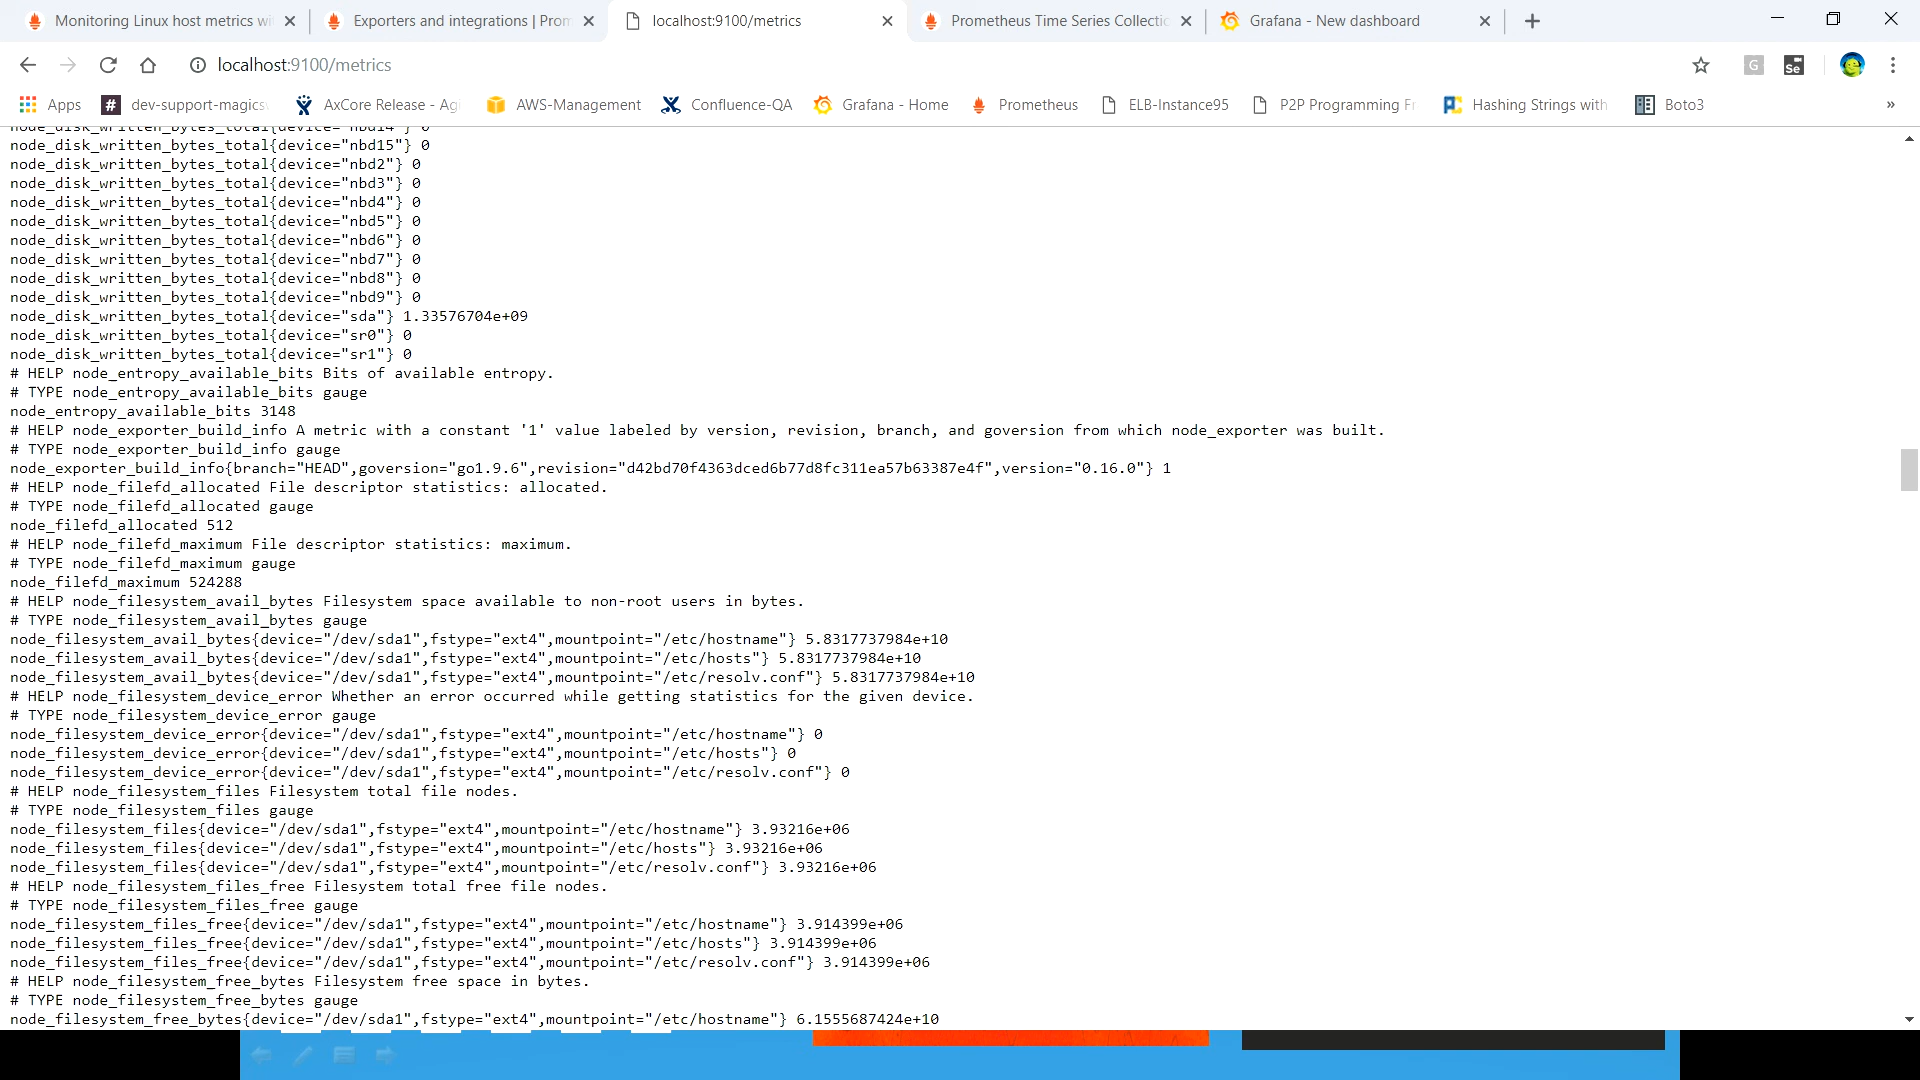 Monitoring Linux host metrics wi
Exporters and integrations | Prom
localhost:9100/metrics
Prometheus Time Series Collectic
Grafana - New dashboard
localhost:9100/metrics
G
Se
Apps
dev-support-magics
AxCore Release - Agi
AWS-Management
Confluence-QA
Grafana - Home
Prometheus
ELB-Instance95
P2P Programming Fr
Hashing Strings with
Boto3
»
node_disk_written_bytes_total{device="nbd14"} 0
node_disk_written_bytes_total{device="nbd15"} 0
node_disk_written_bytes_total{device="nbd2"} 0
node_disk_written_bytes_total{device="nbd3"} 0
node_disk_written_bytes_total{device="nbd4"} 0
node_disk_written_bytes_total{device="nbd5"} 0
node_disk_written_bytes_total{device="nbd6"} 0
node_disk_written_bytes_total{device="nbd7"} 0
node_disk_written_bytes_total{device="nbd8"} 0
node_disk_written_bytes_total{device="nbd9"} 0
node_disk_written_bytes_total{device="sda"} 1.33576704e+09
node_disk_written_bytes_total{device="sr0"} 0
node_disk_written_bytes_total{device="sr1"} 0
# HELP node_entropy_available_bits Bits of available entropy.
# TYPE node_entropy_available_bits gauge
node_entropy_available_bits 3148
# HELP node_exporter_build_info A metric with a constant '1' value labeled by version, revision, branch, and goversion from which node_exporter was built.
# TYPE node_exporter_build_info gauge
node_exporter_build_info{branch="HEAD",goversion="go1.9.6",revision="d42bd70f4363dced6b77d8fc311ea57b63387e4f",version="0.16.0"} 1
# HELP node_filefd_allocated File descriptor statistics: allocated.
# TYPE node_filefd_allocated gauge
node_filefd_allocated 512
# HELP node_filefd_maximum File descriptor statistics: maximum.
# TYPE node_filefd_maximum gauge
node_filefd_maximum 524288
# HELP node_filesystem_avail_bytes Filesystem space available to non-root users in bytes.
# TYPE node_filesystem_avail_bytes gauge
node_filesystem_avail_bytes{device="/dev/sda1",fstype="ext4",mountpoint="/etc/hostname"} 5.8317737984e+10
node_filesystem_avail_bytes{device="/dev/sda1",fstype="ext4",mountpoint="/etc/hosts"} 5.8317737984e+10
node_filesystem_avail_bytes{device="/dev/sda1",fstype="ext4",mountpoint="/etc/resolv.conf"} 5.8317737984e+10
# HELP node_filesystem_device_error Whether an error occurred while getting statistics for the given device.
# TYPE node_filesystem_device_error gauge
node_filesystem_device_error{device="/dev/sda1",fstype="ext4",mountpoint="/etc/hostname"} 0
node_filesystem_device_error{device="/dev/sda1",fstype="ext4",mountpoint="/etc/hosts"} 0
node_filesystem_device_error{device="/dev/sda1",fstype="ext4",mountpoint="/etc/resolv.conf"} 0
# HELP node_filesystem_files Filesystem total file nodes.
# TYPE node_filesystem_files gauge
node_filesystem_files{device="/dev/sda1",fstype="ext4",mountpoint="/etc/hostname"} 3.93216e+06
node_filesystem_files{device="/dev/sda1",fstype="ext4",mountpoint="/etc/hosts"} 3.93216e+06
node_filesystem_files{device="/dev/sda1",fstype="ext4",mountpoint="/etc/resolv.conf"} 3.93216e+06
# HELP node_filesystem_files_free Filesystem total free file nodes.
# TYPE node_filesystem_files_free gauge
node_filesystem_files_free{device="/dev/sda1",fstype="ext4",mountpoint="/etc/hostname"} 3.914399e+06
node_filesystem_files_free{device="/dev/sda1",fstype="ext4",mountpoint="/etc/hosts"} 3.914399e+06
node_filesystem_files_free{device="/dev/sda1",fstype="ext4",mountpoint="/etc/resolv.conf"} 3.914399e+06
# HELP node_filesystem_free_bytes Filesystem free space in bytes.
# TYPE node_filesystem_free_bytes gauge
node_filesystem_free_bytes{device="/dev/sda1",fstype="ext4",mountpoint="/etc/hostname"} 6.1555687424e+10